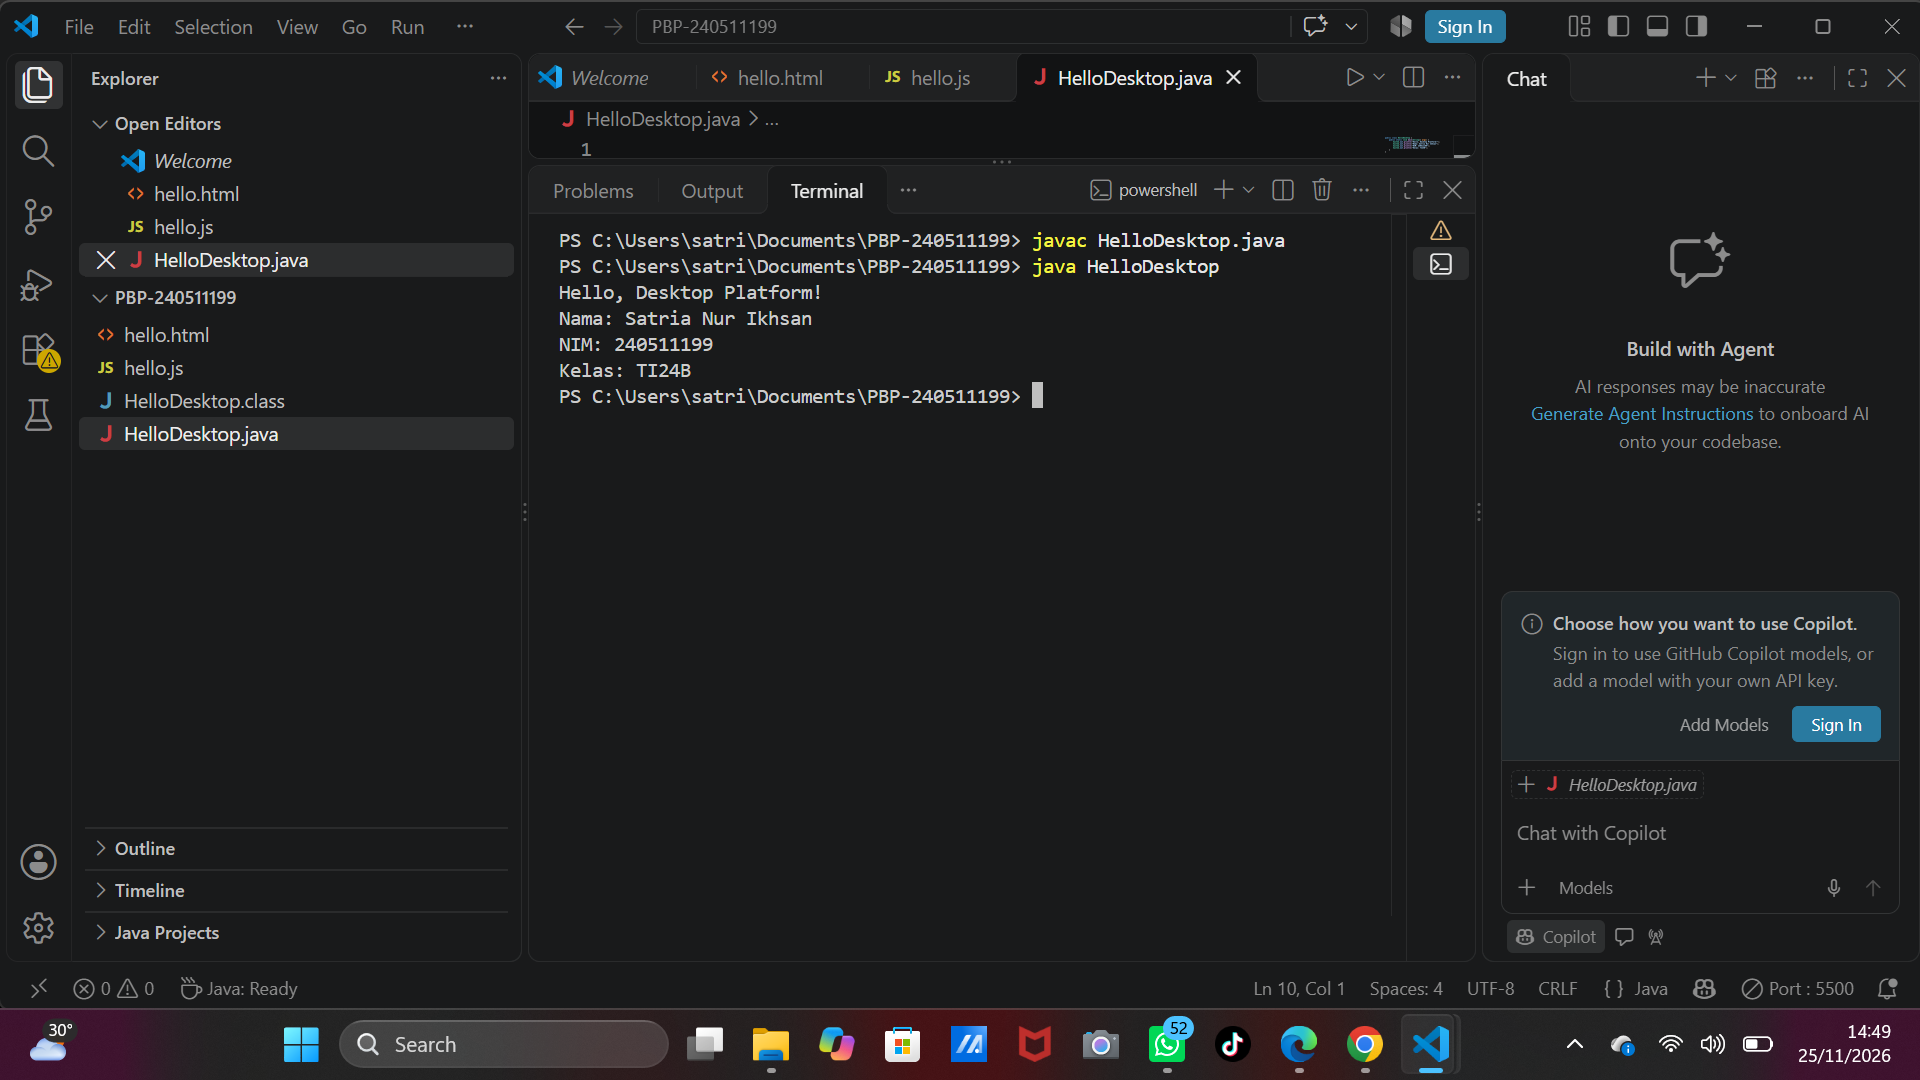 File Edit Selection View Go Run ...
PBP-240511199
Sign In
Explorer
Open Editors
Welcome
hello.html
JS hello.js
J HelloDesktop.java
PBP-240511199
hello.html
JS hello.js
J HelloDesktop.class
J HelloDesktop.java
Outline
Timeline
Java Projects
Welcome hello.html JS hello.js J HelloDesktop.java
J HelloDesktop.java > ...
1
Problems Output Terminal ... powershell
PS C:\Users\satri\Documents\PBP-240511199> javac HelloDesktop.java
PS C:\Users\satri\Documents\PBP-240511199> java HelloDesktop
Hello, Desktop Platform!
Nama: Satria Nur Ikhsan
NIM: 240511199
Kelas: TI24B
PS C:\Users\satri\Documents\PBP-240511199>
Chat
Build with Agent
AI responses may be inaccurate
Generate Agent Instructions to onboard AI
onto your codebase.
Choose how you want to use Copilot.
Sign in to use GitHub Copilot models, or
add a model with your own API key.
Add Models Sign In
J HelloDesktop.java
Chat with Copilot
Models
Copilot
0 0 Java: Ready Ln 10, Col 1 Spaces: 4 UTF-8 CRLF { } Java Port : 5500
30°
Search
52
14:49
25/11/2026